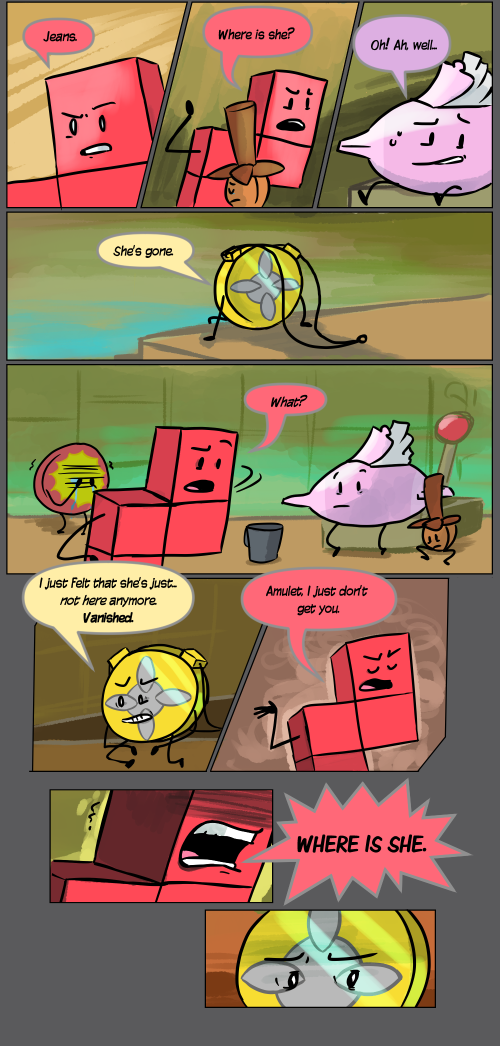 Jeans.
Where is she?
Oh! Ah, well...
She's gone.
What?
I just felt that she's just...
not here anymore.
Vanished.
Amulet, I just don't
get you.
WHERE IS SHE.